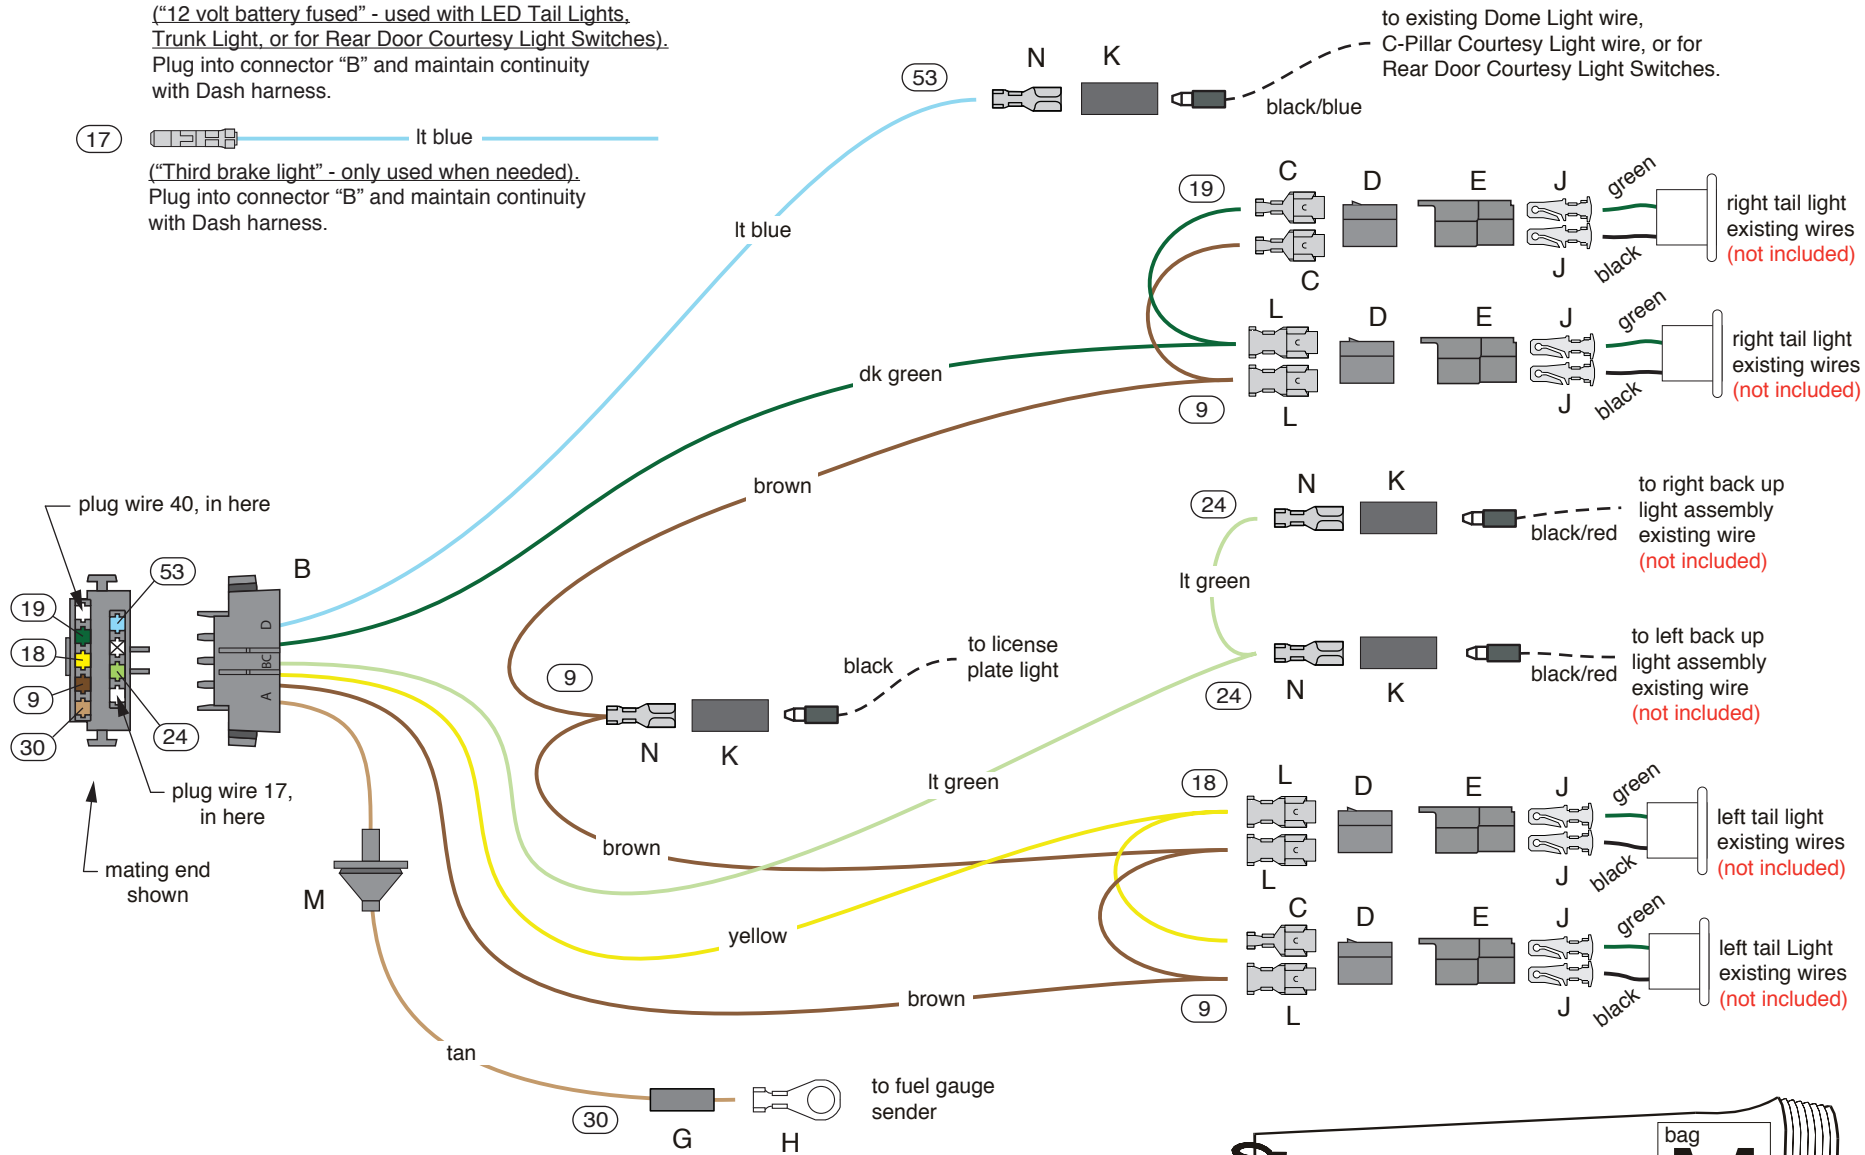 ("12 volt battery fused" - used with LED Tail Lights,
Trunk Light, or for Rear Door Courtesy Light Switches).
Plug into connector "B" and maintain continuity
with Dash harness.
17
lt blue
("Third brake light" - only used when needed).
Plug into connector "B" and maintain continuity
with Dash harness.
53
N
K
black/blue
to existing Dome Light wire,
C-Pillar Courtesy Light wire, or for
Rear Door Courtesy Light Switches.
lt blue
19
C
D
E
J
green
C
C
C
J
black
right tail light
existing wires
(not included)
L
D
E
J
green
C
C
9
L
J
black
right tail light
existing wires
(not included)
dk green
brown
24
N
K
black/red
to right back up
light assembly
existing wire
(not included)
lt green
24
N
K
black/red
to left back up
light assembly
existing wire
(not included)
plug wire 40, in here
53
19
18
9
30
24
plug wire 17,
in here
mating end
shown
B
D
BC
A
9
N
K
black
to license
plate light
lt green
brown
18
L
D
E
J
green
L
J
black
left tail light
existing wires
(not included)
C
D
E
J
green
C
C
9
L
J
black
left tail Light
existing wires
(not included)
yellow
brown
M
tan
30
G
H
to fuel gauge
sender
bag